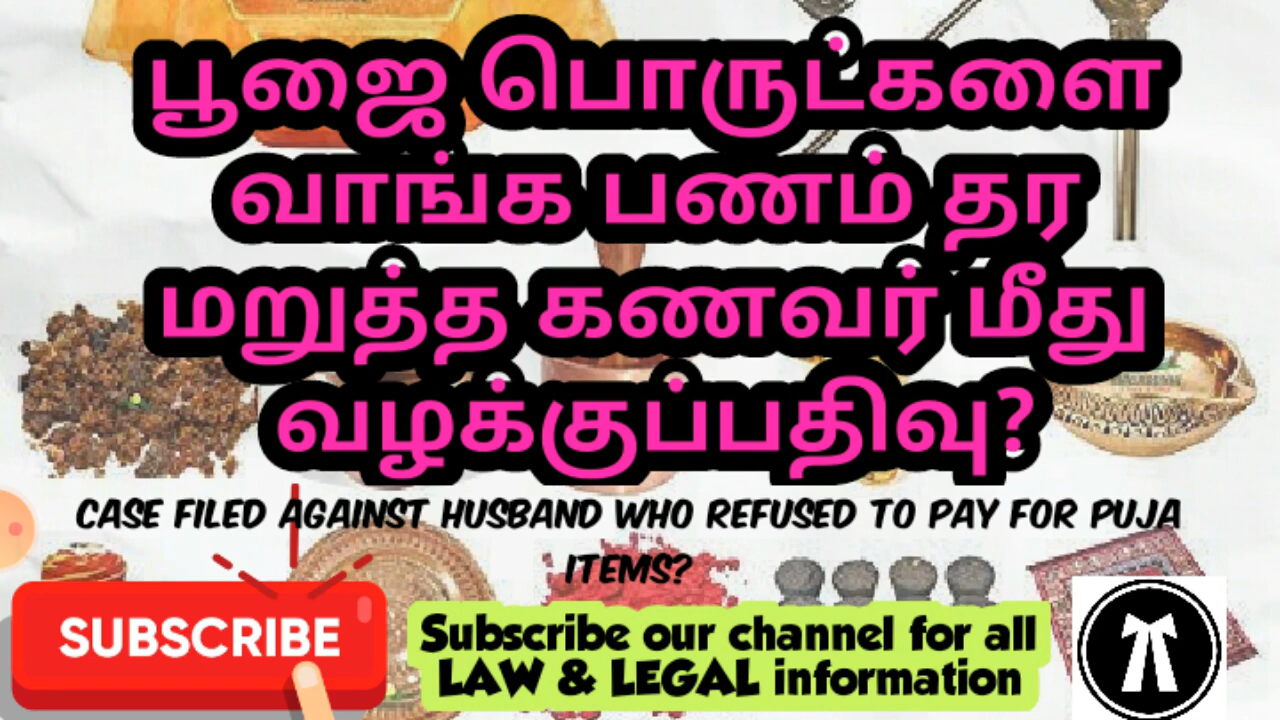 பூஜை பொருட்களை
வாங்க பணம் தர
மறுத்த கணவர் மீது
வழக்குப்பதிவு?
CASE FILED AGAINST HUSBAND WHO REFUSED TO PAY FOR PUJA
ITEMS?
SUBSCRIBE
Subscribe our channel for all
LAW & LEGAL information